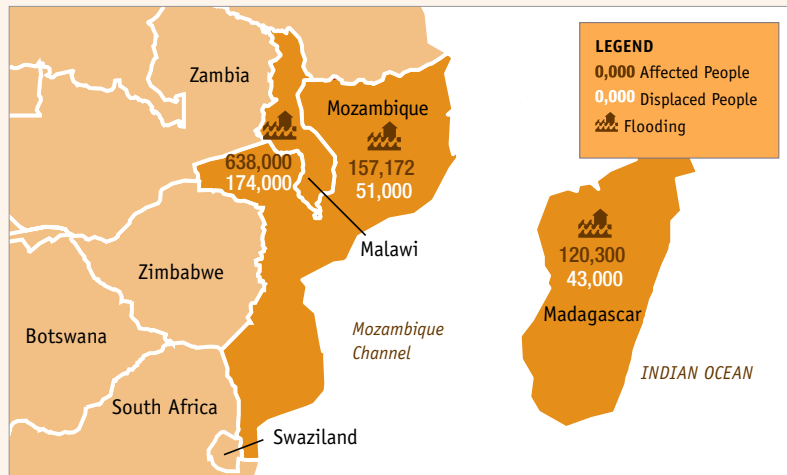 LEGEND
0,000 Affected People
0,000 Displaced People
Flooding
Zambia
Mozambique
638,000
174,000
157,172
51,000
Malawi
120,300
43,000
Madagascar
Zimbabwe
Botswana
Mozambique
Channel
INDIAN OCEAN
South Africa
Swaziland